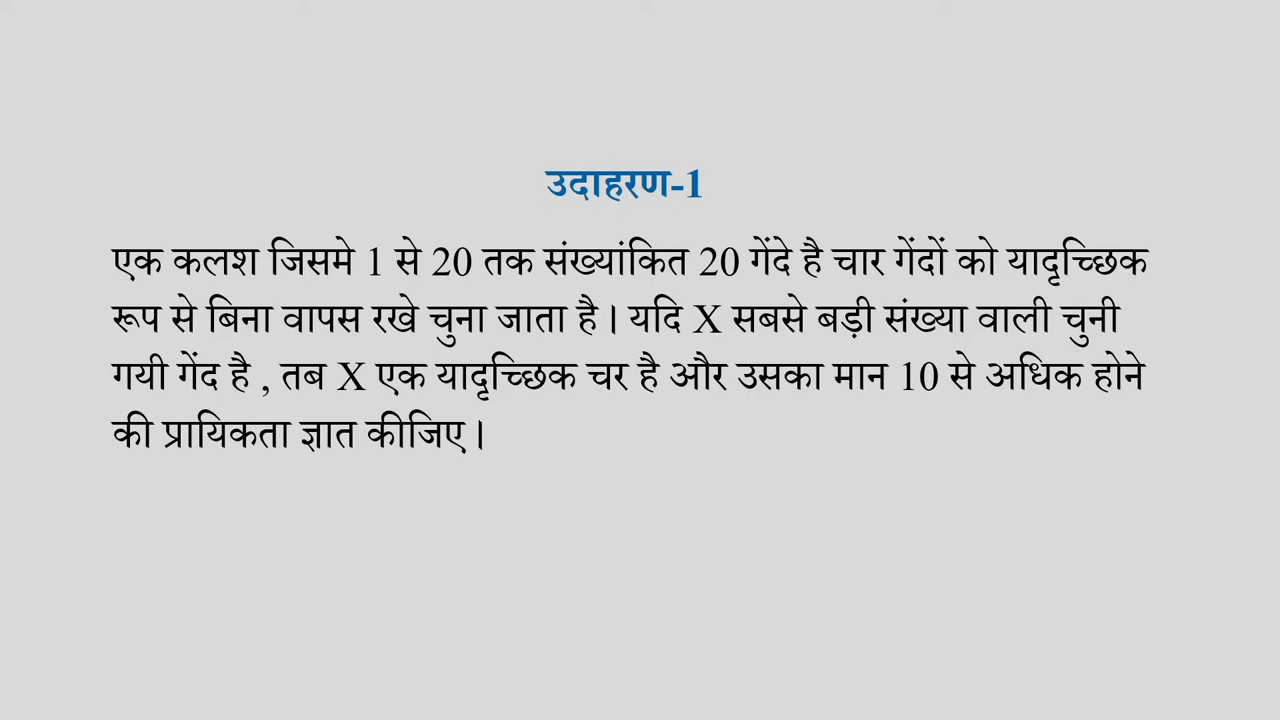 उदाहरण-1
एक कलश जिसमे 1 से 20 तक संख्यांकित 20 गेंदे है चार गेंदों को यादृच्छिक
रूप से बिना वापस रखे चुना जाता है। यदि X सबसे बड़ी संख्या वाली चुनी
गयी गेंद है , तब X एक यादृच्छिक चर है और उसका मान 10 से अधिक होने
की प्रायिकता ज्ञात कीजिए।